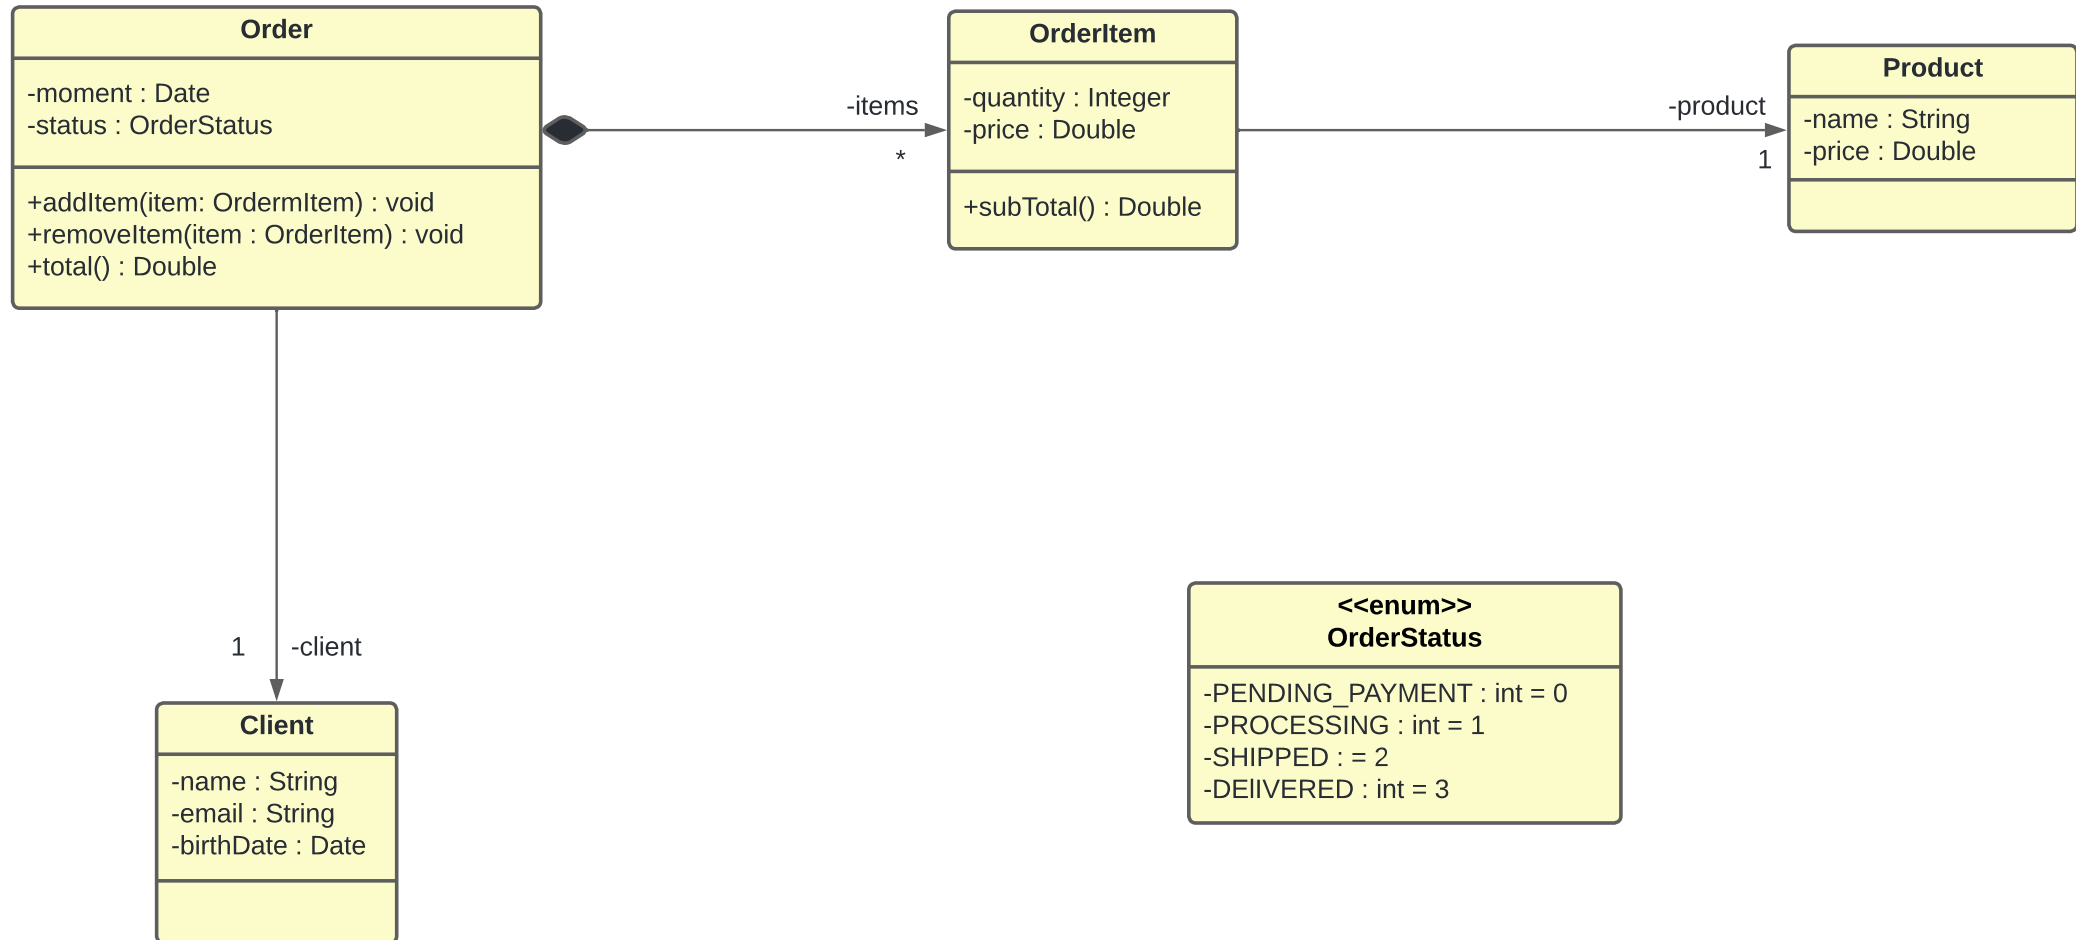 Order
-moment : Date
-status : OrderStatus
+addItem(item: OrdermItem) : void
+removeItem(item : OrderItem) : void
+total() : Double
-items
*
OrderItem
-quantity : Integer
-price : Double
+subTotal() : Double
-product
1
Product
-name : String
-price : Double
1
-client
Client
-name : String
-email : String
-birthDate : Date
<<enum>>
OrderStatus
-PENDING_PAYMENT : int = 0
-PROCESSING : int = 1
-SHIPPED : = 2
-DElIVERED : int = 3